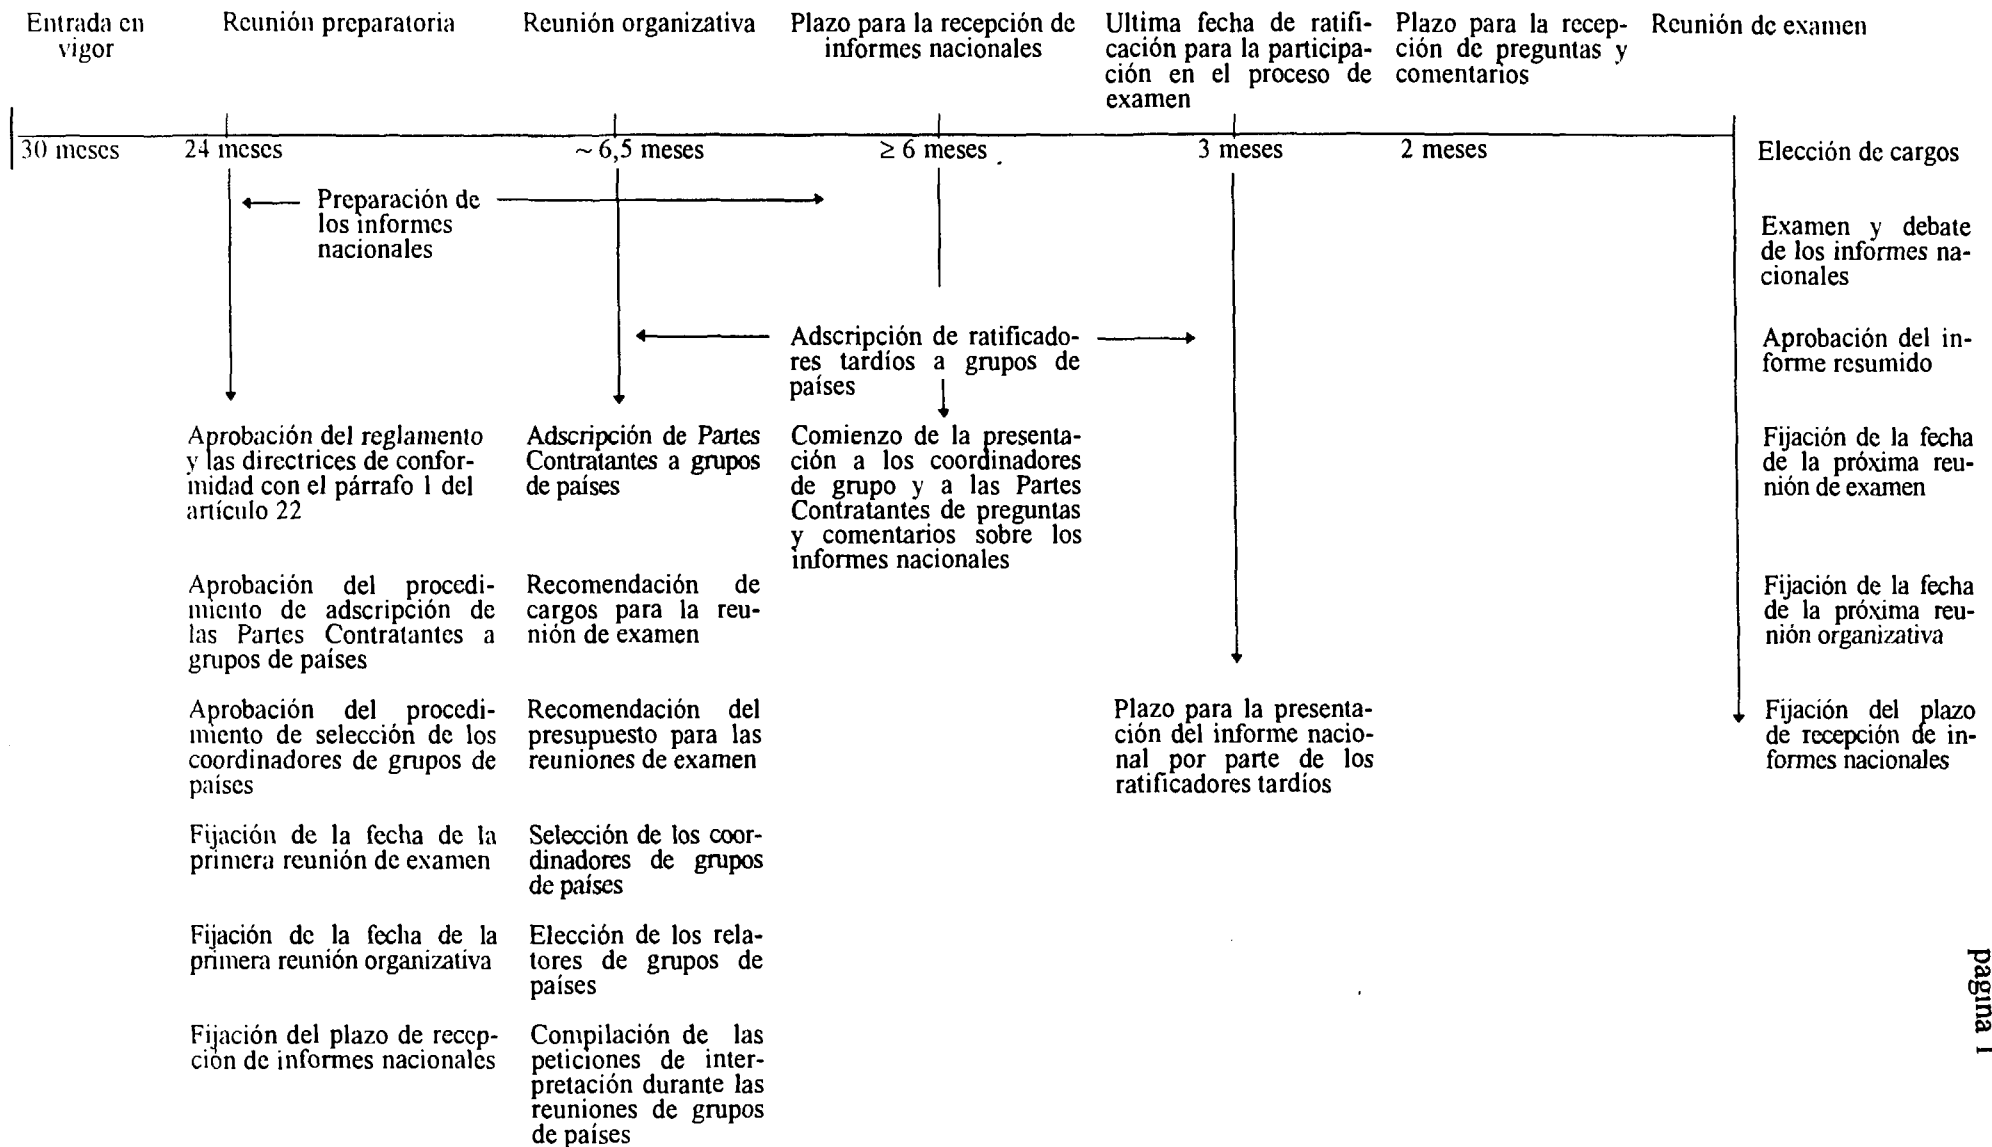 Entrada en
vigor
Reunión preparatoria
Reunión organizativa
Plazo para la recepción de
informes nacionales
Ultima fecha de ratifi-
cación para la participa-
ción en el proceso de
examen
Plazo para la recep-
ción de preguntas y
comentarios
Reunión de examen
30 meses
24 meses
~ 6,5 meses
≥ 6 meses
3 meses
2 meses
Preparación de
los informes
nacionales
Adscripción de ratificado-
res tardíos a grupos de
países
Aprobación del reglamento
y las directrices de confor-
midad con el párrafo 1 del
artículo 22
Aprobación del procedi-
miento de adscripción de
las Partes Contratantes a
grupos de países
Aprobación del procedi-
miento de selección de los
coordinadores de grupos de
países
Fijación de la fecha de la
primera reunión de examen
Fijación de la fecha de la
primera reunión organizativa
Fijación del plazo de recep-
ción de informes nacionales
Adscripción de Partes
Contratantes a grupos
de países
Recomendación de
cargos para la reu-
nión de examen
Recomendación del
presupuesto para las
reuniones de examen
Selección de los coor-
dinadores de grupos
de países
Elección de los rela-
tores de grupos de
países
Compilación de las
peticiones de inter-
pretación durante las
reuniones de grupos
de países
Comienzo de la presenta-
ción a los coordinadores
de grupo y a las Partes
Contratantes de preguntas
y comentarios sobre los
informes nacionales
Plazo para la presenta-
ción del informe nacio-
nal por parte de los
ratificadores tardíos
Elección de cargos
Examen y debate
de los informes na-
cionales
Aprobación del in-
forme resumido
Fijación de la fecha
de la próxima reu-
nión de examen
Fijación de la fecha
de la próxima reu-
nión organizativa
Fijación del plazo
de recepción de in-
formes nacionales
página 1